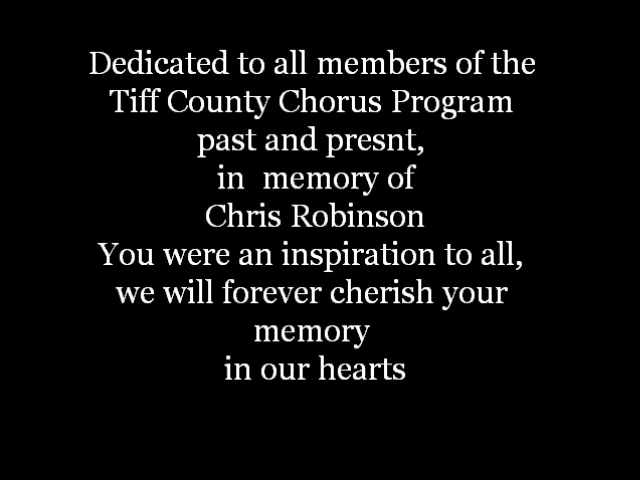 Dedicated to all members of the
Tiff County Chorus Program
past and presnt,
in  memory of
Chris Robinson
You were an inspiration to all,
we will forever cherish your
memory
in our hearts